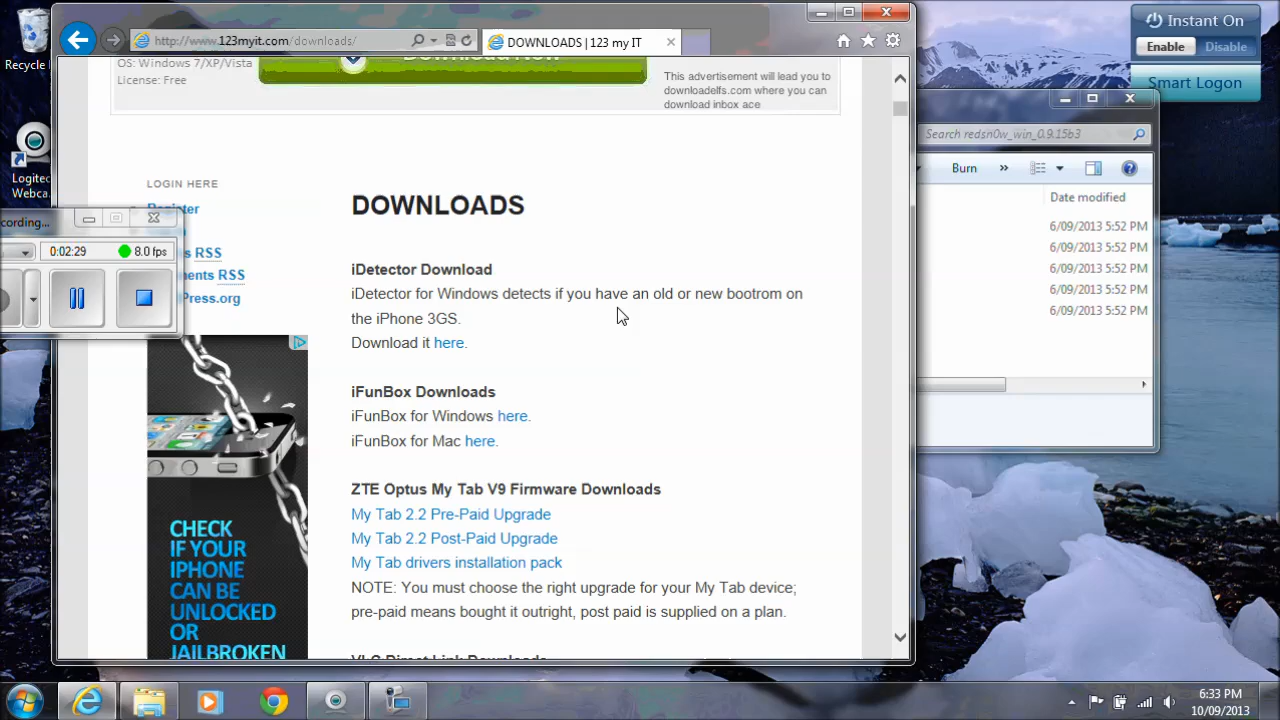 Recycle
Logitec
Webca..
http://www.123myit.com/downloads/
DOWNLOADS | 123 my IT
Instant On
Enable
Disable
Smart Logon
OS: Windows 7/XP/Vista
License: Free
This advertisement will lead you to
downloadelfs.com where you can
download inbox ace
Search redsn0w_win_0.9.15b3
Burn
»
Date modified
6/09/2013 5:52 PM
6/09/2013 5:52 PM
6/09/2013 5:52 PM
6/09/2013 5:52 PM
6/09/2013 5:52 PM
LOGIN HERE
Register
s RSS
ments RSS
Press.org
cording...
0:02:29
8.0 fps
DOWNLOADS
iDetector Download
iDetector for Windows detects if you have an old or new bootrom on
the iPhone 3GS.
Download it here.
iFunBox Downloads
iFunBox for Windows here.
iFunBox for Mac here.
ZTE Optus My Tab V9 Firmware Downloads
My Tab 2.2 Pre-Paid Upgrade
My Tab 2.2 Post-Paid Upgrade
My Tab drivers installation pack
NOTE: You must choose the right upgrade for your My Tab device;
pre-paid means bought it outright, post paid is supplied on a plan.
CHECK
IF YOUR
IPHONE
CAN BE
UNLOCKED
OR
JAILBROKEN
6:33 PM
10/09/2013